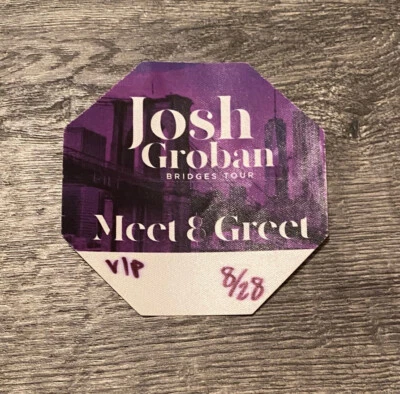 Josh
Groban
BRIDGES TOUR
Meet & Greet
VIP 8/28